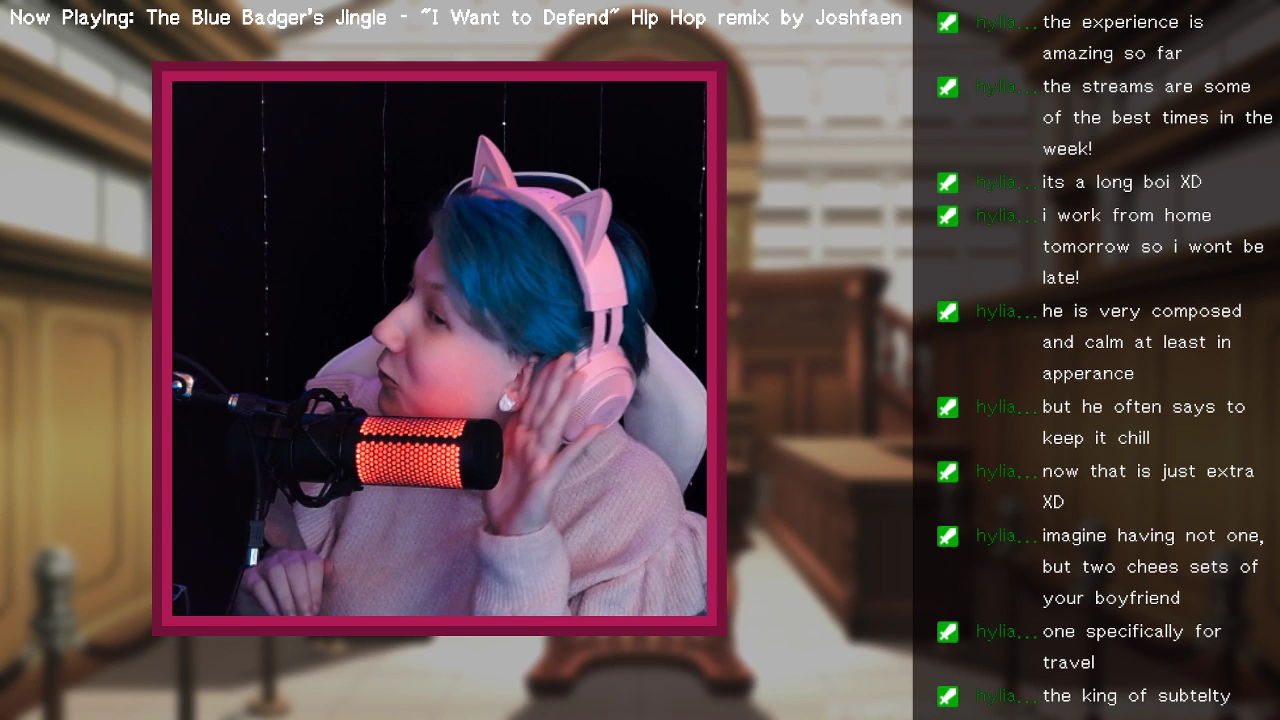 Now Playing: The Blue Badger's Jingle - "I Want to Defend" Hip Hop remix by Joshfaen
hylia... the experience is
amazing so far
hylia... the streams are some
of the best times in the
week!
hylia... its a long boi XD
hylia... i work from home
tomorrow so i wont be
late!
hylia... he is very composed
and calm at least in
apperance
hylia... but he often says to
keep it chill
hylia... now that is just extra
XD
hylia... imagine having not one,
but two chees sets of
your boyfriend
hylia... one specifically for
travel
hylia... the king of subtelty